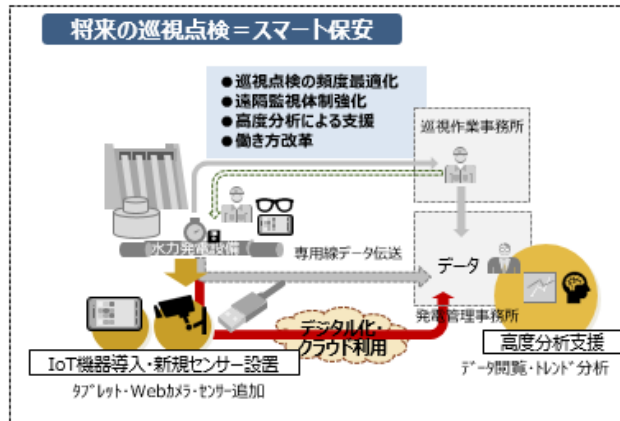 将来の巡視点検＝スマート保安
●巡視点検の頻度最適化
●遠隔監視体制強化
●高度分析による支援
●働き方改革
巡視作業事務所
水力発電設備
専用線データ伝送
データ
発電管理事務所
デジタル化・
クラウド利用
IoT機器導入・新規センサー設置
タブレット・Webカメラ・センサー追加
高度分析支援
データ閲覧・トレンド分析